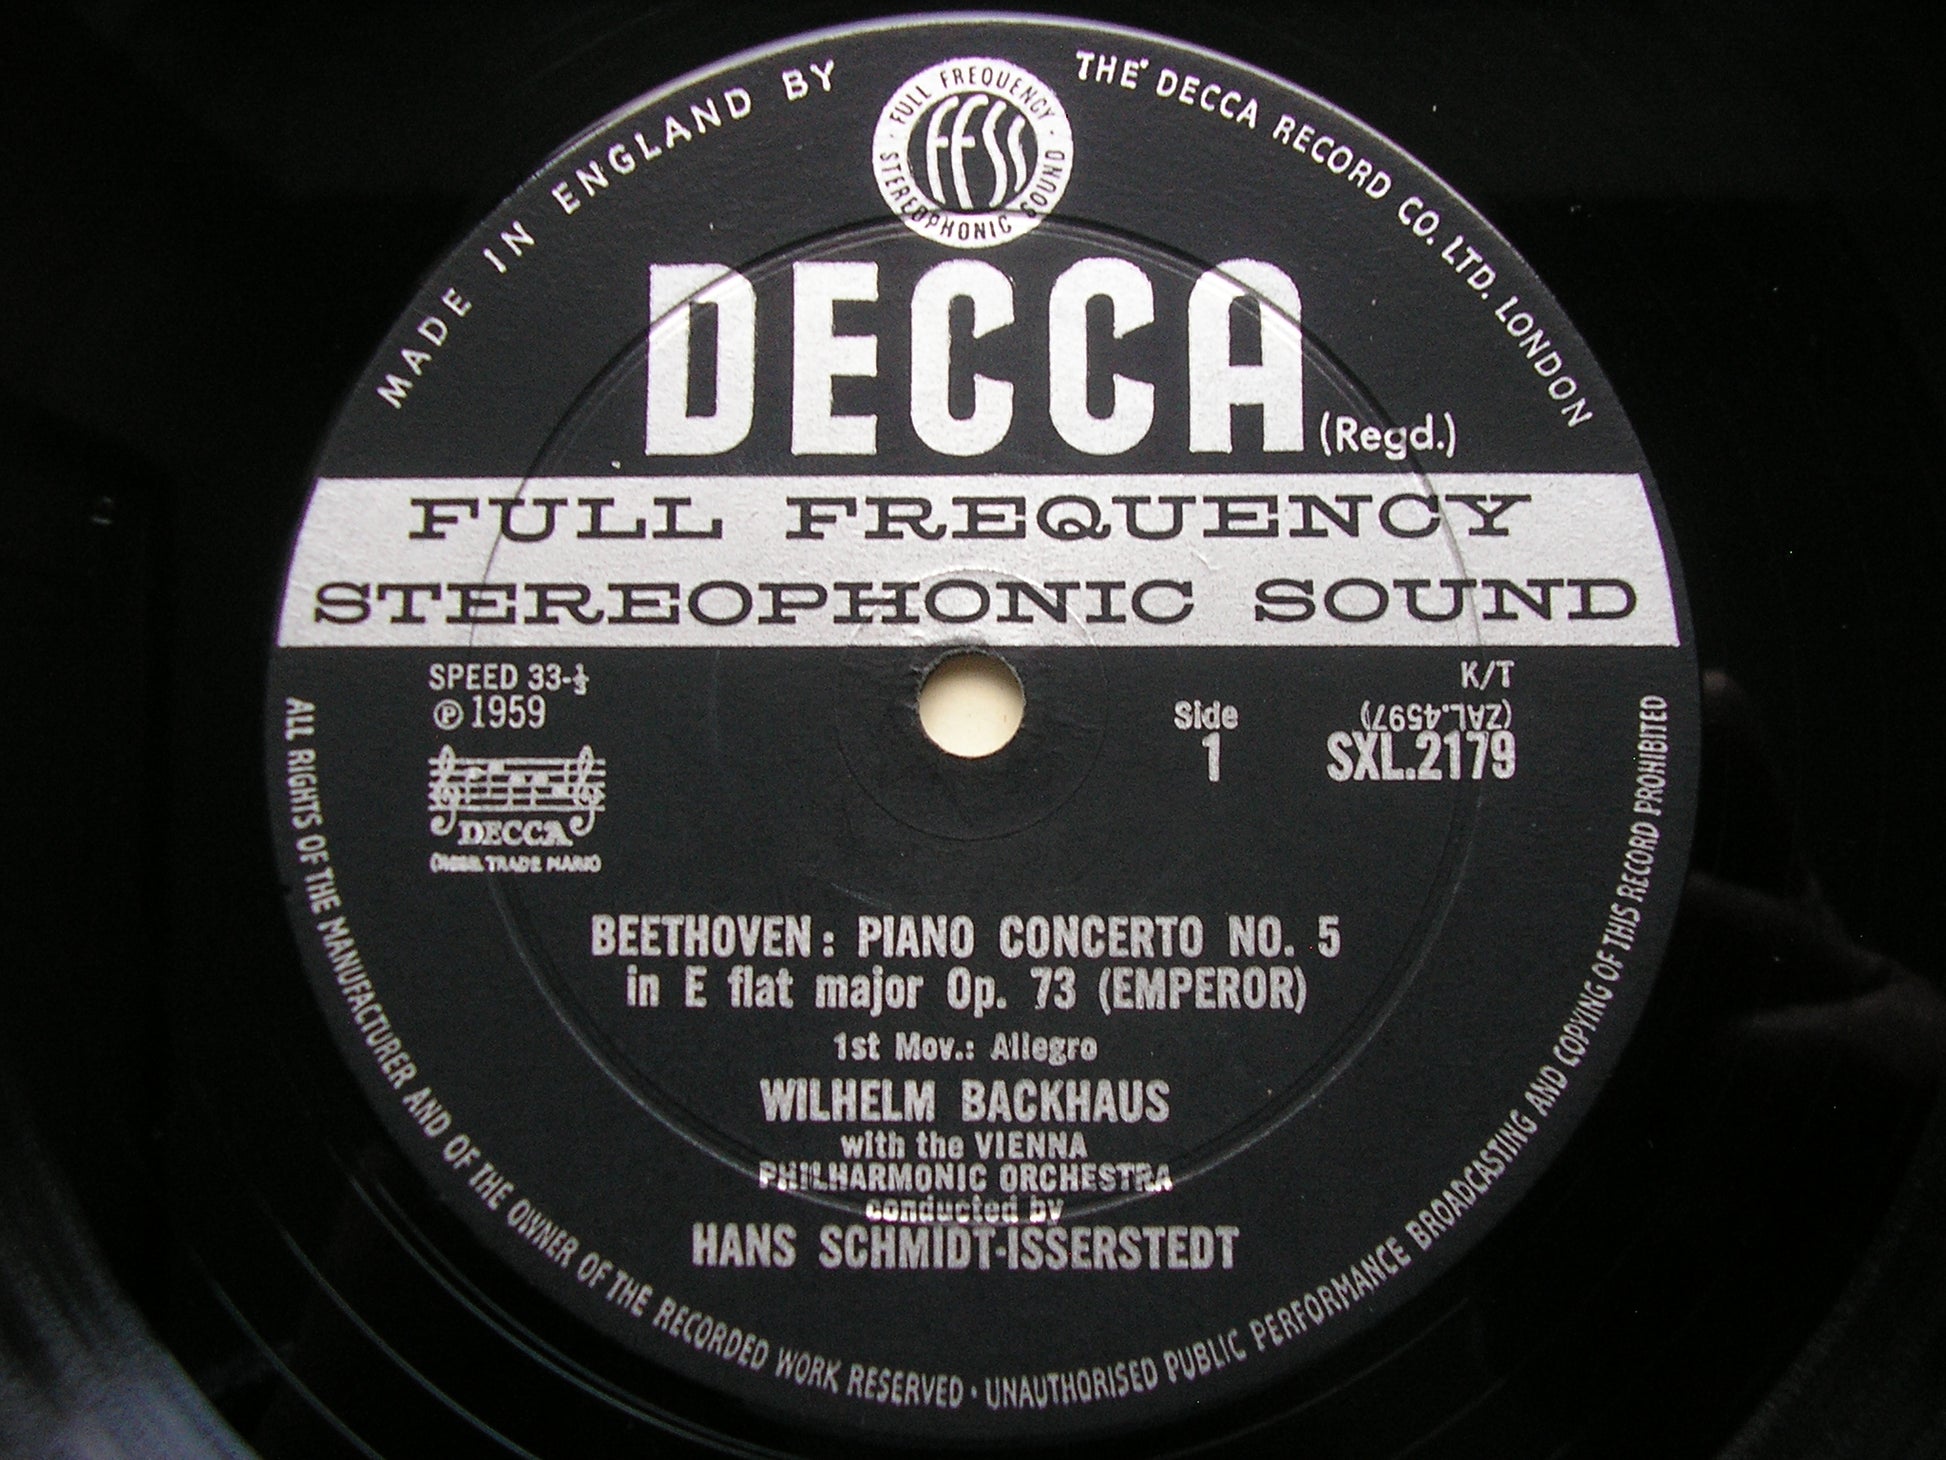 MADE IN ENGLAND BY
THE DECCA RECORD CO. LTD. LONDON
FULL FREQUENCY
STEREOPHONIC SOUND
FFSS
DECCA
(Regd.)
FULL FREQUENCY
STEREOPHONIC SOUND
SPEED 33-⅓
℗ 1959
DECCA
(REGD. TRADE MARK)
K/T
(ZAL.4597)
Side
1
SXL.2179
BEETHOVEN: PIANO CONCERTO NO. 5
in E flat major Op. 73 (EMPEROR)
1st Mov.: Allegro
WILHELM BACKHAUS
with the VIENNA
PHILHARMONIC ORCHESTRA
conducted by
HANS SCHMIDT-ISSERSTEDT
ALL RIGHTS OF THE MANUFACTURER AND OF THE OWNER OF THE RECORDED WORK RESERVED · UNAUTHORISED PUBLIC PERFORMANCE BROADCASTING AND COPYING OF THIS RECORD PROHIBITED